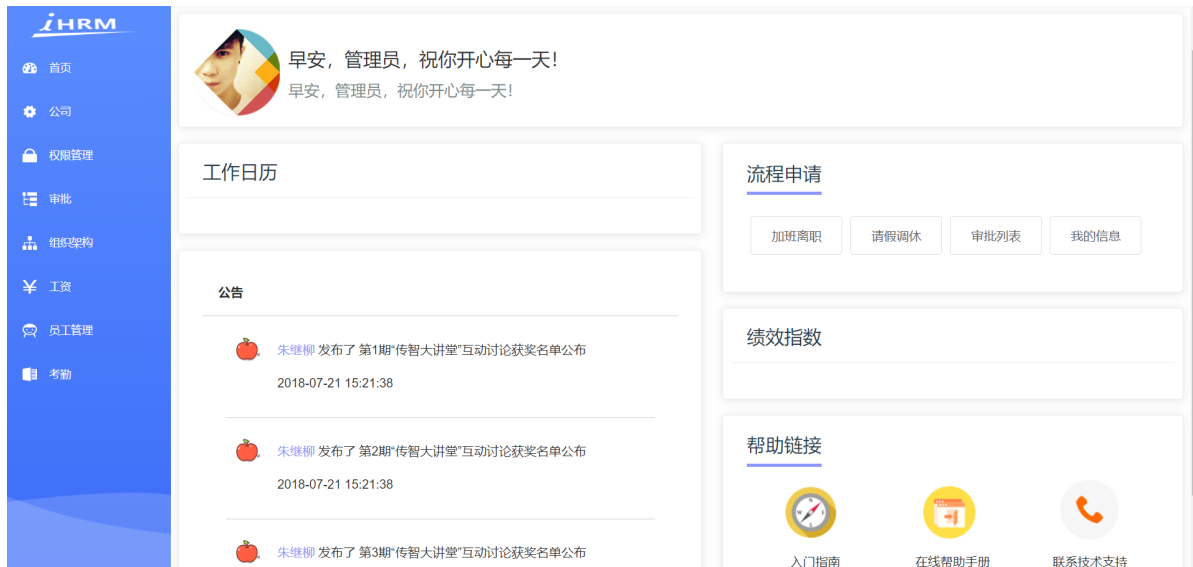 iHRM
首页
公司
权限管理
审批
组织架构
工资
员工管理
考勤
早安，管理员，祝你开心每一天！
早安，管理员，祝你开心每一天！
工作日历
公告
朱继柳 发布了 第1期“传智大讲堂”互动讨论获奖名单公布
2018-07-21 15:21:38
朱继柳 发布了 第2期“传智大讲堂”互动讨论获奖名单公布
2018-07-21 15:21:38
朱继柳 发布了 第3期“传智大讲堂”互动讨论获奖名单公布
流程申请
加班离职 请假调休 审批列表 我的信息
绩效指数
帮助链接
N
W E
S
入门指南 在线帮助手册 联系技术支持